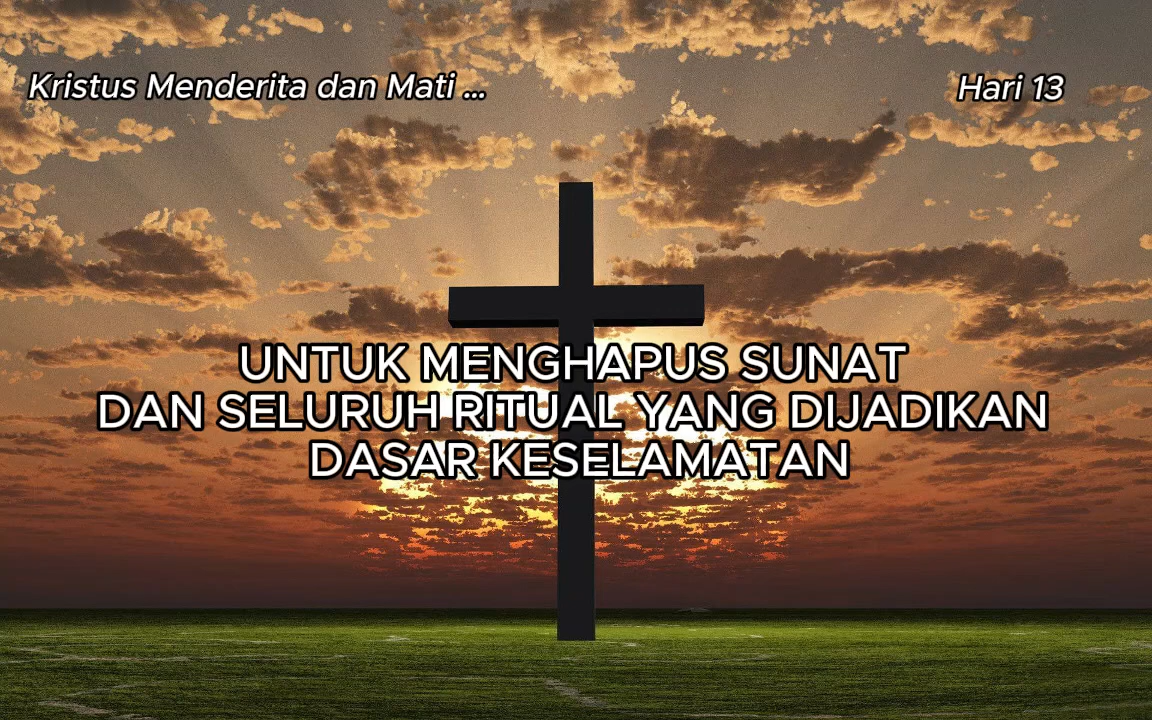 Kristus Menderita dan Mati ...
Hari 13
UNTUK MENGHAPUS SUNAT
DAN SELURUH RITUAL YANG DIJADIKAN
DASAR KESELAMATAN